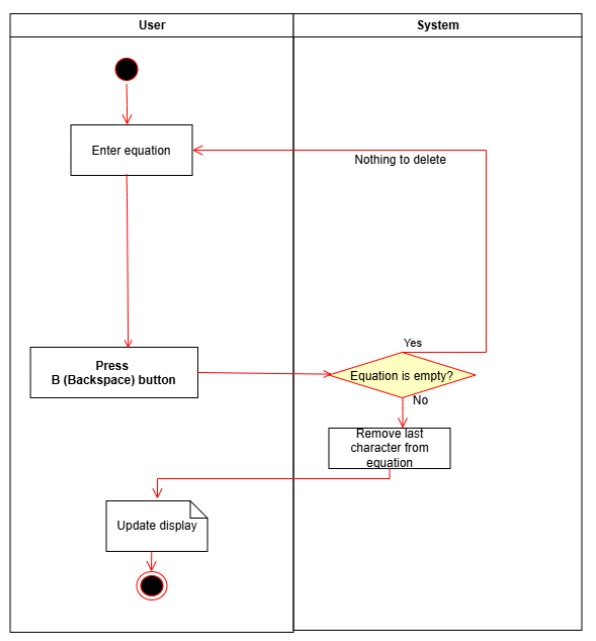 User
System
Enter equation
Nothing to delete
Yes
Press
B (Backspace) button
Equation is empty?
No
Remove last
character from
equation
Update display